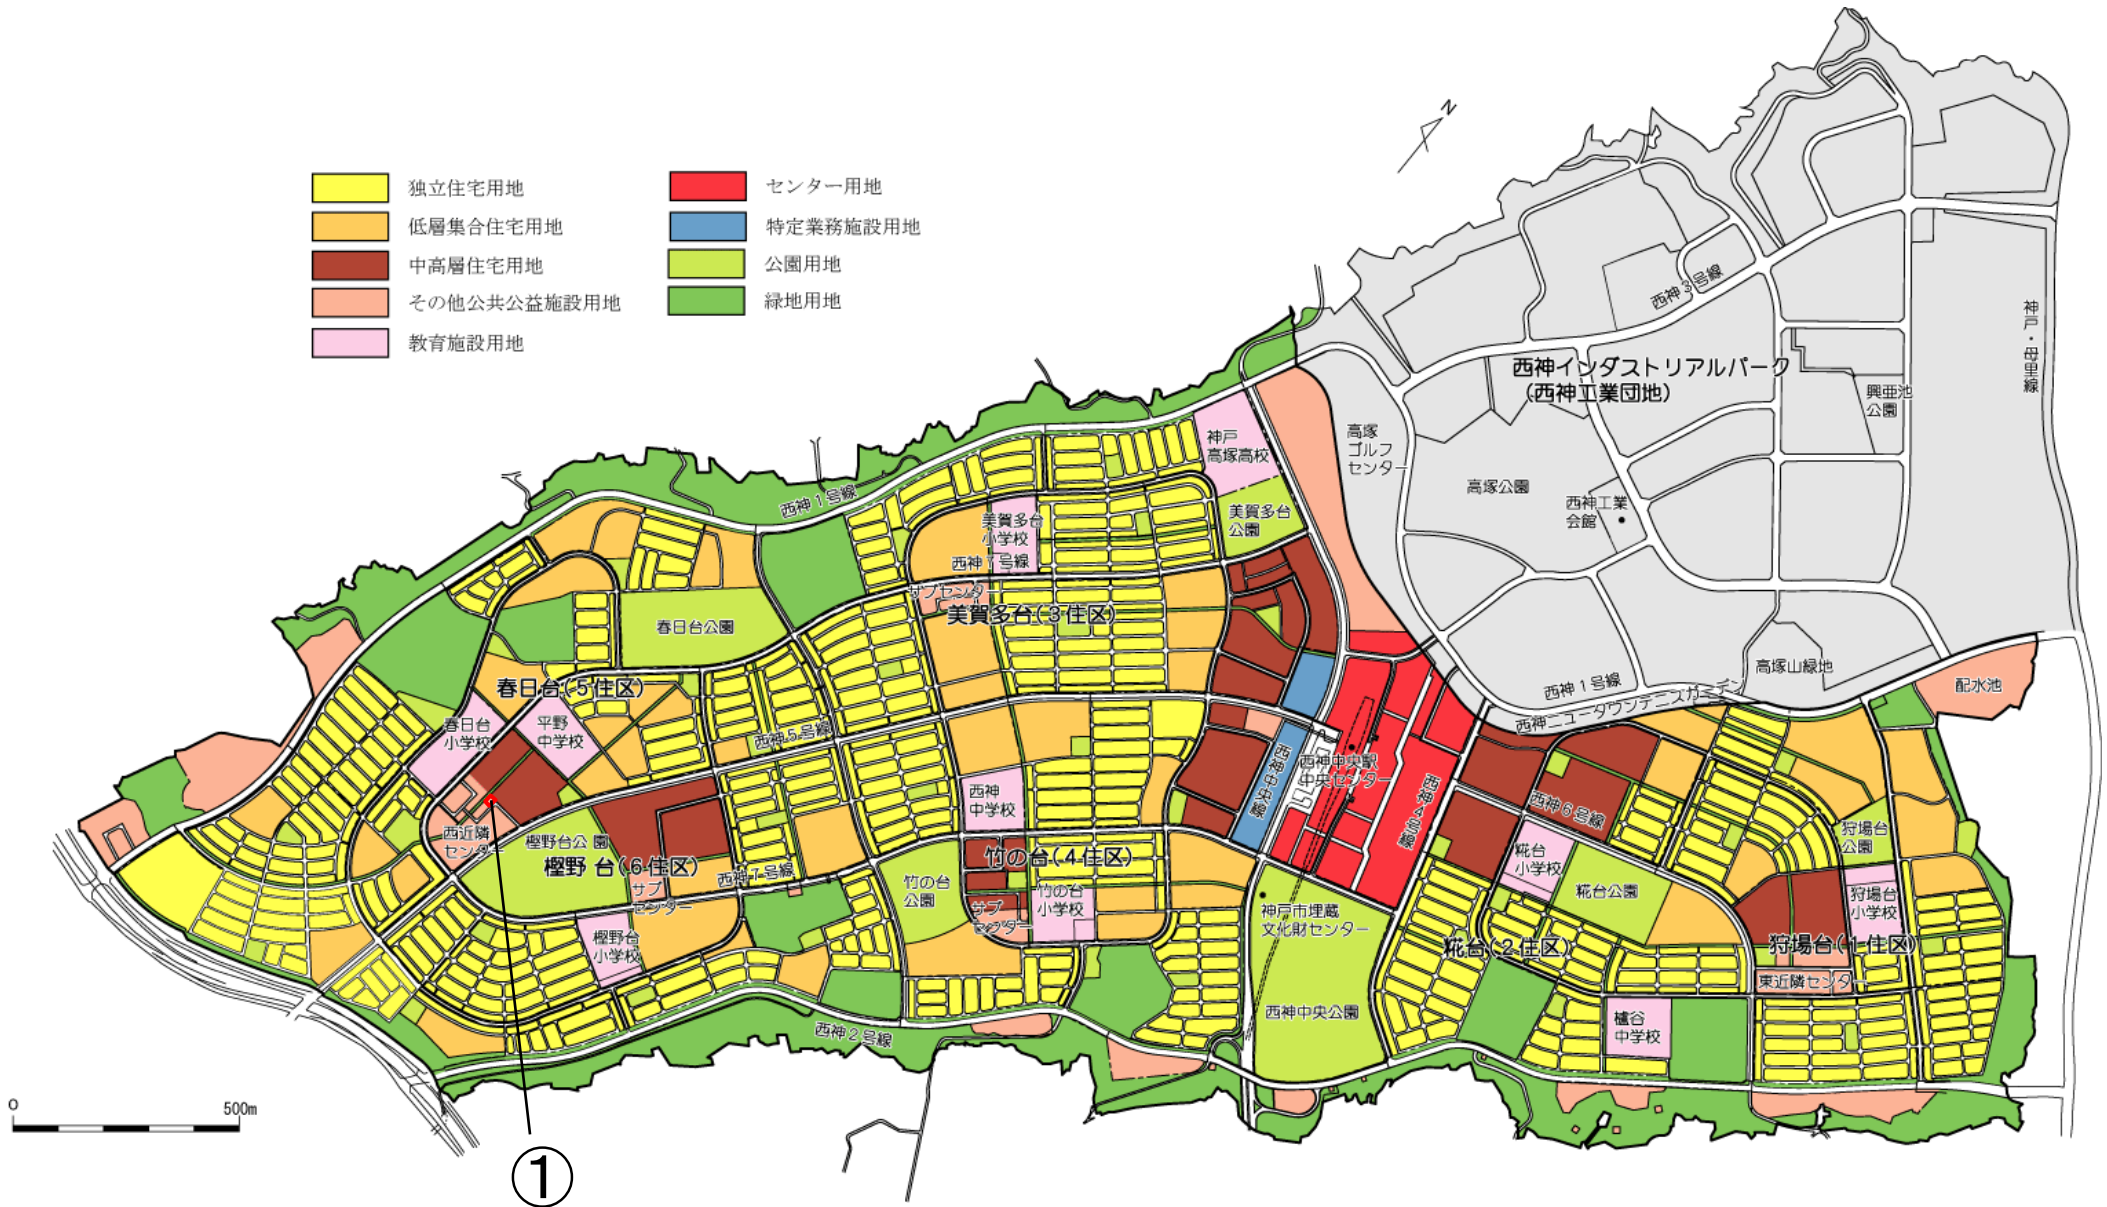 N
独立住宅用地
低層集合住宅用地
中高層住宅用地
その他公共公益施設用地
教育施設用地
センター用地
特定業務施設用地
公園用地
緑地用地
西神インダストリアルパーク
(西神工業団地)
西神3号線
神戸・母里線
興亜池
公園
高塚
ゴルフ
センター
高塚公園
西神工業
会館
高塚山緑地
西神1号線
西神ニュータウンテニスガーデン
配水池
神戸
高塚高校
美賀多台
公園
西神1号線
美賀多台
小学校
西神7号線
サブセンター
美賀多台(3住区)
春日台公園
春日台(5住区)
春日台
小学校
平野
中学校
西神5号線
西近隣
センター
樫野台公園
樫野台(6住区)
サブ
センター
西神7号線
樫野台
小学校
西神
中学校
竹の台(4住区)
竹の台
公園
サブ
センター
竹の台
小学校
西神2号線
西神8号線
西神中央駅
中央センター
西神4号線
神戸市埋蔵
文化財センター
西神中央公園
西神6号線
糀台
小学校
糀台公園
糀台(2住区)
狩場台
公園
狩場台
小学校
狩場台(1住区)
東近隣センター
櫨谷
中学校
0
500m
①